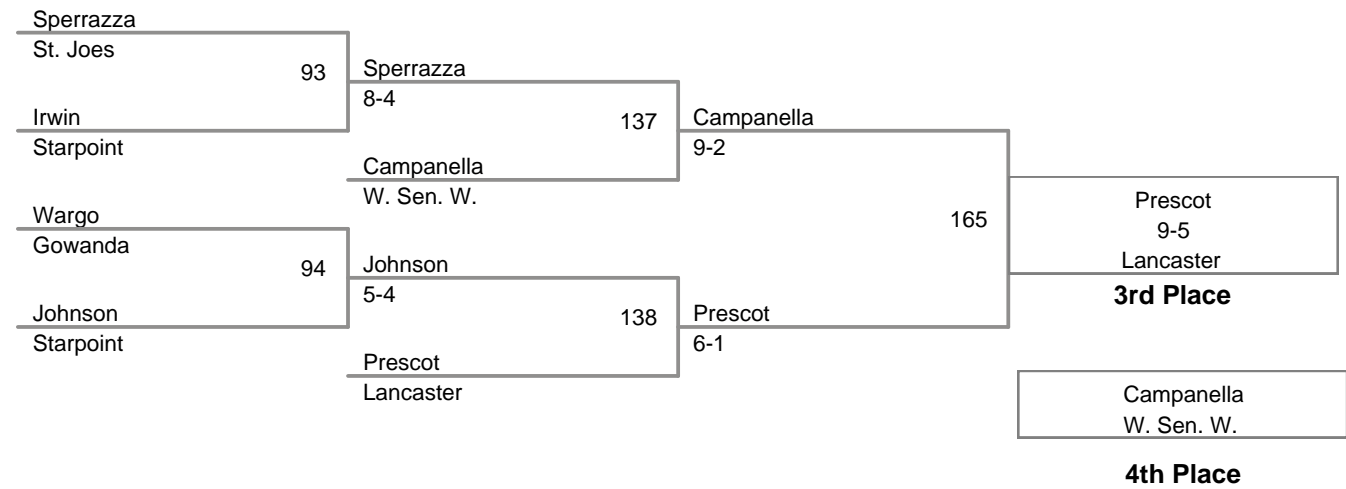 Sperrazza
St. Joes
93
Sperrazza
8-4
Irwin
Starpoint
137
Campanella
9-2
Campanella
W. Sen. W.
Wargo
Gowanda
165
Prescot
9-5
Lancaster
3rd Place
94
Johnson
5-4
Johnson
Starpoint
138
Prescot
6-1
Prescot
Lancaster
Campanella
W. Sen. W.
4th Place